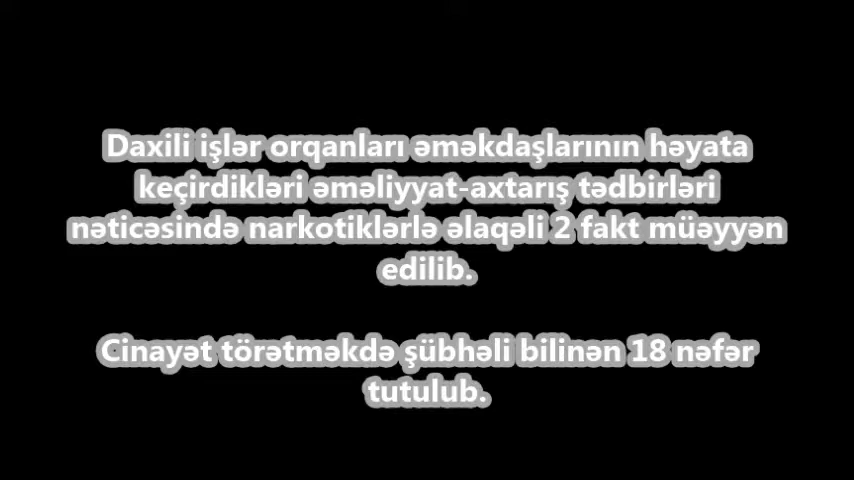 Daxili işlər orqanları əməkdaşlarının həyata
keçirdikləri əməliyyat-axtarış tədbirləri
nəticəsində narkotiklərlə əlaqəli 2 fakt müəyyən
edilib.
Cinayət törətməkdə şübhəli bilinən 18 nəfər
tutulub.